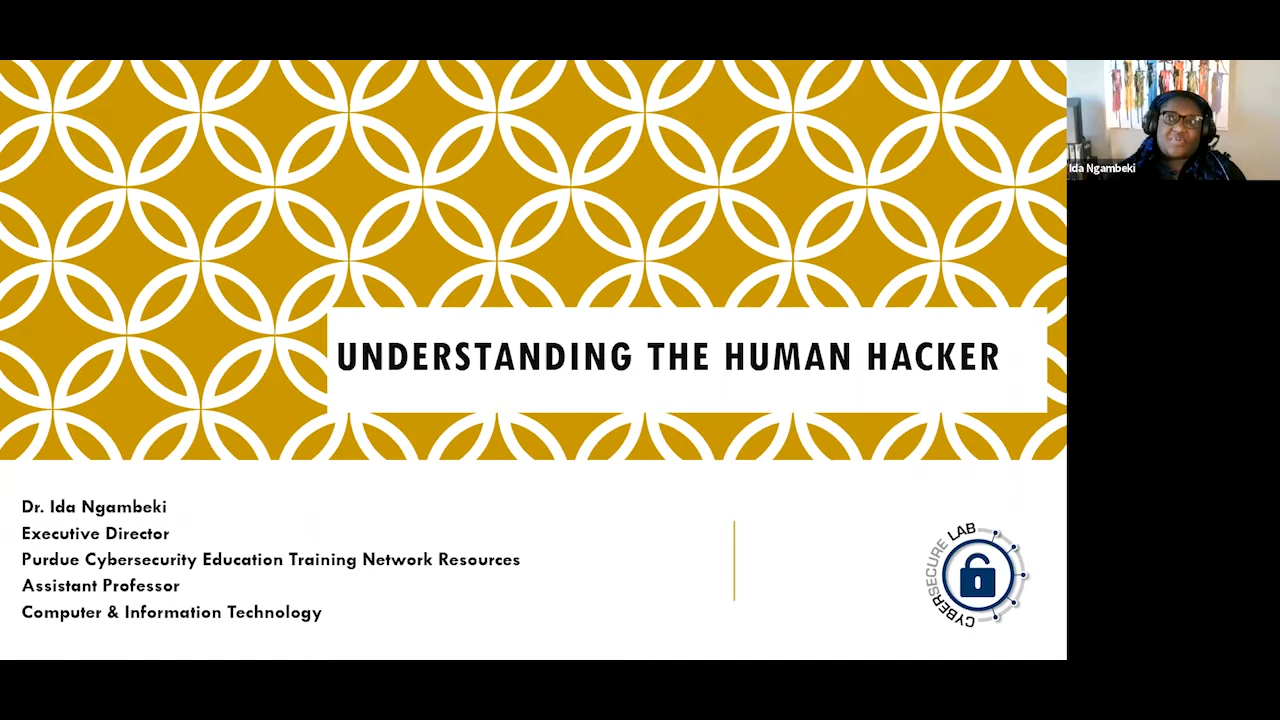 Ida Ngambeki
UNDERSTANDING THE HUMAN HACKER
Dr. Ida Ngambeki
Executive Director
Purdue Cybersecurity Education Training Network Resources
Assistant Professor
Computer & Information Technology
CYBERSECURE LAB